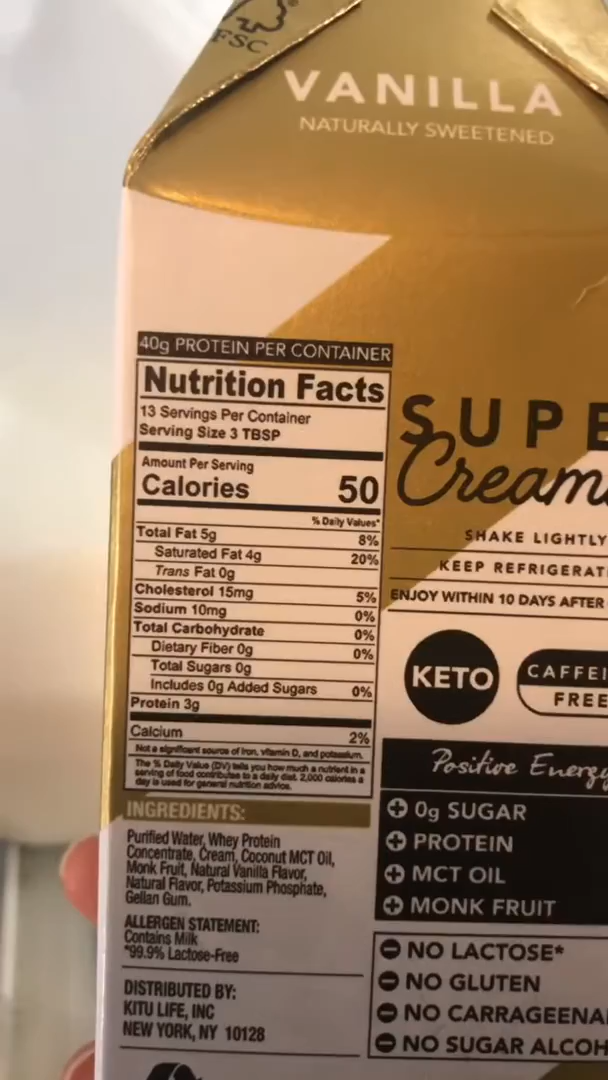 FSC
VANILLA
NATURALLY SWEETENED
40g PROTEIN PER CONTAINER
Nutrition Facts
13 Servings Per Container
Serving Size 3 TBSP
Amount Per Serving
Calories 50
% Daily Values*
Total Fat 5g 8%
Saturated Fat 4g 20%
Trans Fat 0g
Cholesterol 15mg 5%
Sodium 10mg 0%
Total Carbohydrate 0%
Dietary Fiber 0g 0%
Total Sugars 0g
Includes 0g Added Sugars 0%
Protein 3g
Calcium 2%
Not a significant source of iron, vitamin D, and potassium.
The % Daily Value (DV) tells you how much a nutrient in a
serving of food contributes to a daily diet. 2,000 calories a
day is used for general nutrition advice.
INGREDIENTS:
Purified Water, Whey Protein
Concentrate, Cream, Coconut MCT Oil,
Monk Fruit, Natural Vanilla Flavor,
Natural Flavor, Potassium Phosphate,
Gellan Gum.
ALLERGEN STATEMENT:
Contains Milk
*99.9% Lactose-Free
DISTRIBUTED BY:
KITU LIFE, INC
NEW YORK, NY 10128
SUPE
Cream
SHAKE LIGHTLY
KEEP REFRIGERAT
ENJOY WITHIN 10 DAYS AFTER
KETO
CAFFEI
FREE
Positive Energy
+ 0g SUGAR
+ PROTEIN
+ MCT OIL
+ MONK FRUIT
- NO LACTOSE*
- NO GLUTEN
- NO CARRAGEENA
- NO SUGAR ALCOH